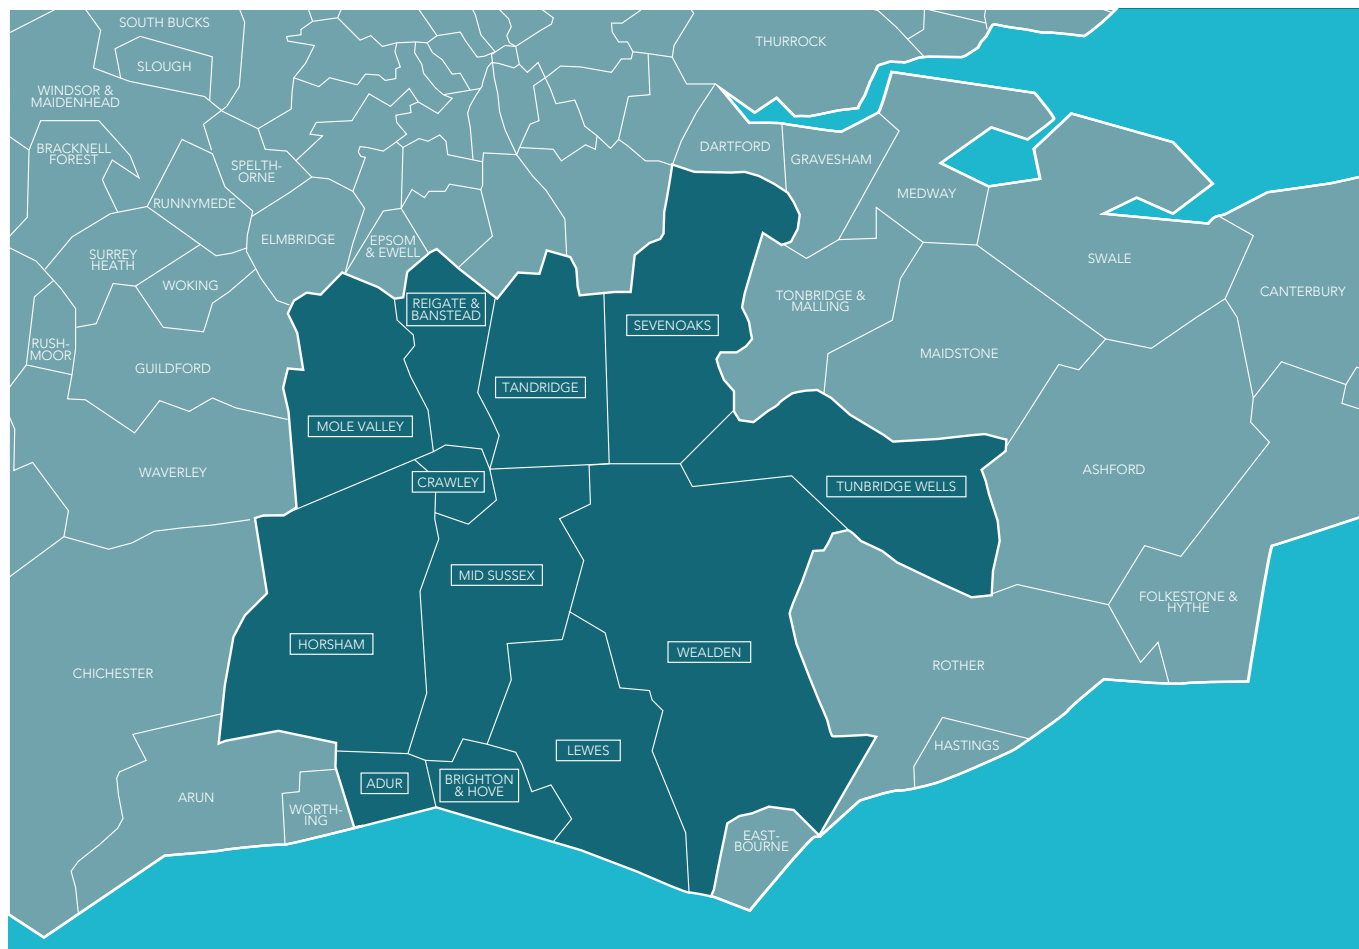 SOUTH BUCKS
SLOUGH
THURROCK
WINDSOR &
MAIDENHEAD
BRACKNELL
FOREST
SPELTH-
ORNE
DARTFORD
GRAVESHAM
MEDWAY
RUNNYMEDE
ELMBRIDGE
EPSOM
& EWELL
SURREY
HEATH
WOKING
SWALE
CANTERBURY
REIGATE &
BANSTEAD
TONBRIDGE &
MALLING
SEVENOAKS
RUSH-
MOOR
GUILDFORD
MAIDSTONE
TANDRIDGE
MOLE VALLEY
WAVERLEY
CRAWLEY
TUNBRIDGE WELLS
ASHFORD
MID SUSSEX
FOLKESTONE &
HYTHE
HORSHAM
WEALDEN
CHICHESTER
ROTHER
LEWES
HASTINGS
ADUR
BRIGHTON
& HOVE
ARUN
WORTH-
ING
EAST-
BOURNE